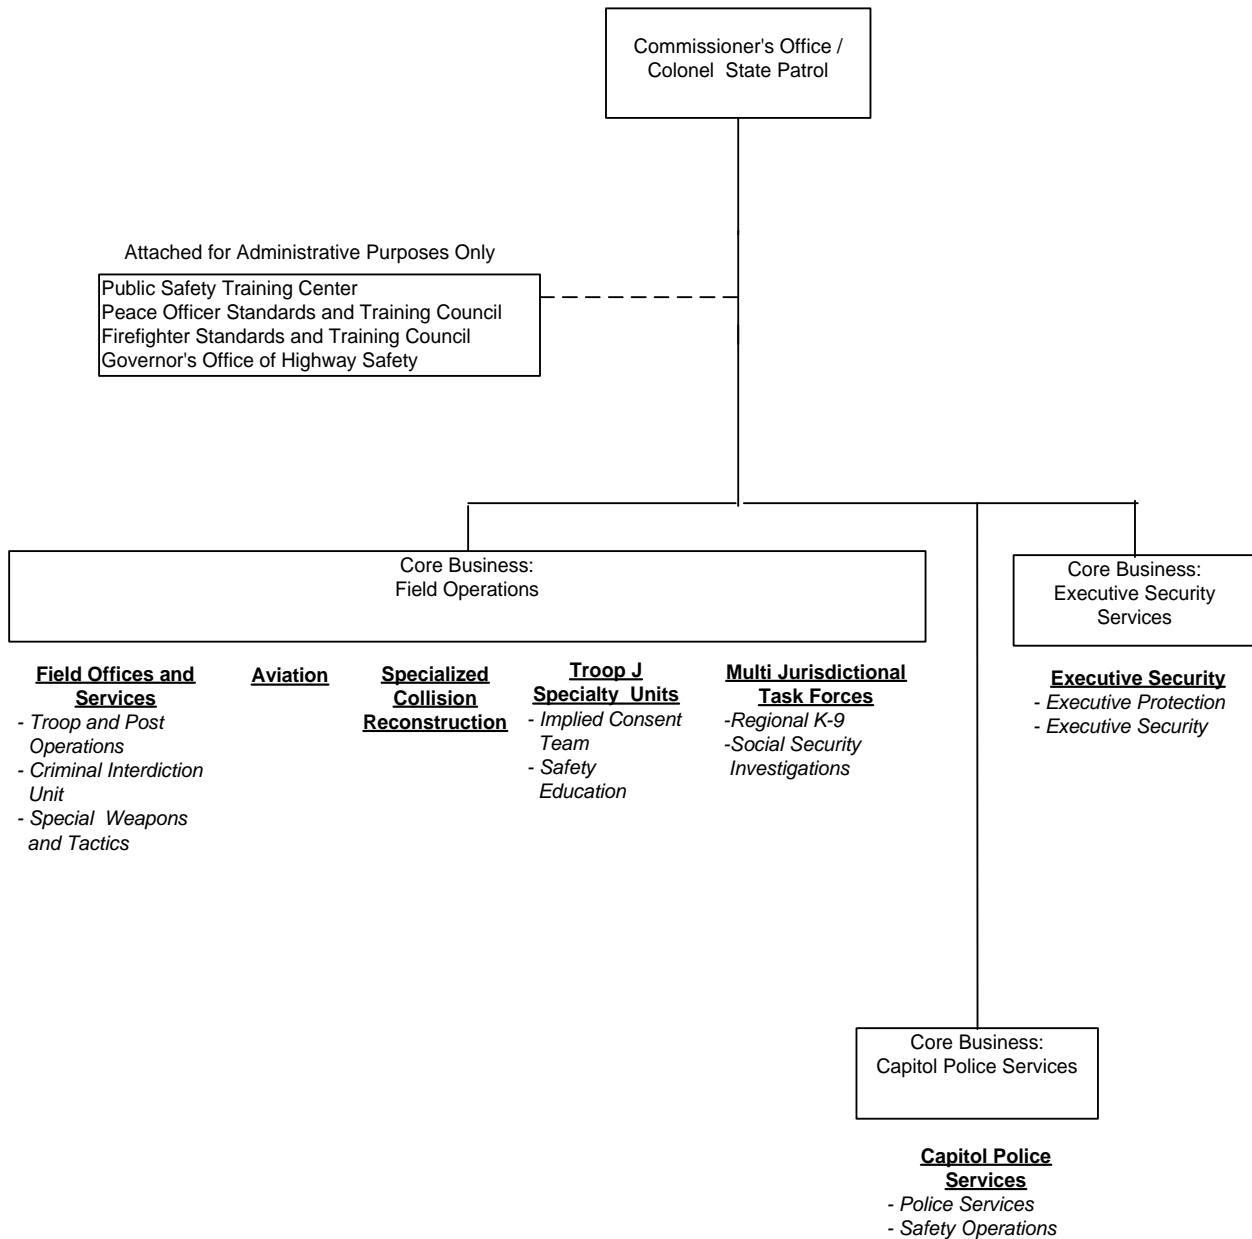 Commissioner's Office /
Colonel State Patrol
Attached for Administrative Purposes Only
Public Safety Training Center
Peace Officer Standards and Training Council
Firefighter Standards and Training Council
Governor's Office of Highway Safety
Core Business:
Field Operations
Core Business:
Executive Security
Services
Field Offices and
Services
- Troop and Post
Operations
- Criminal Interdiction
Unit
- Special Weapons
and Tactics
Aviation
Specialized
Collision
Reconstruction
Troop J
Specialty Units
- Implied Consent
Team
- Safety
Education
Multi Jurisdictional
Task Forces
-Regional K-9
-Social Security
Investigations
Executive Security
- Executive Protection
- Executive Security
Core Business:
Capitol Police Services
Capitol Police
Services
- Police Services
- Safety Operations